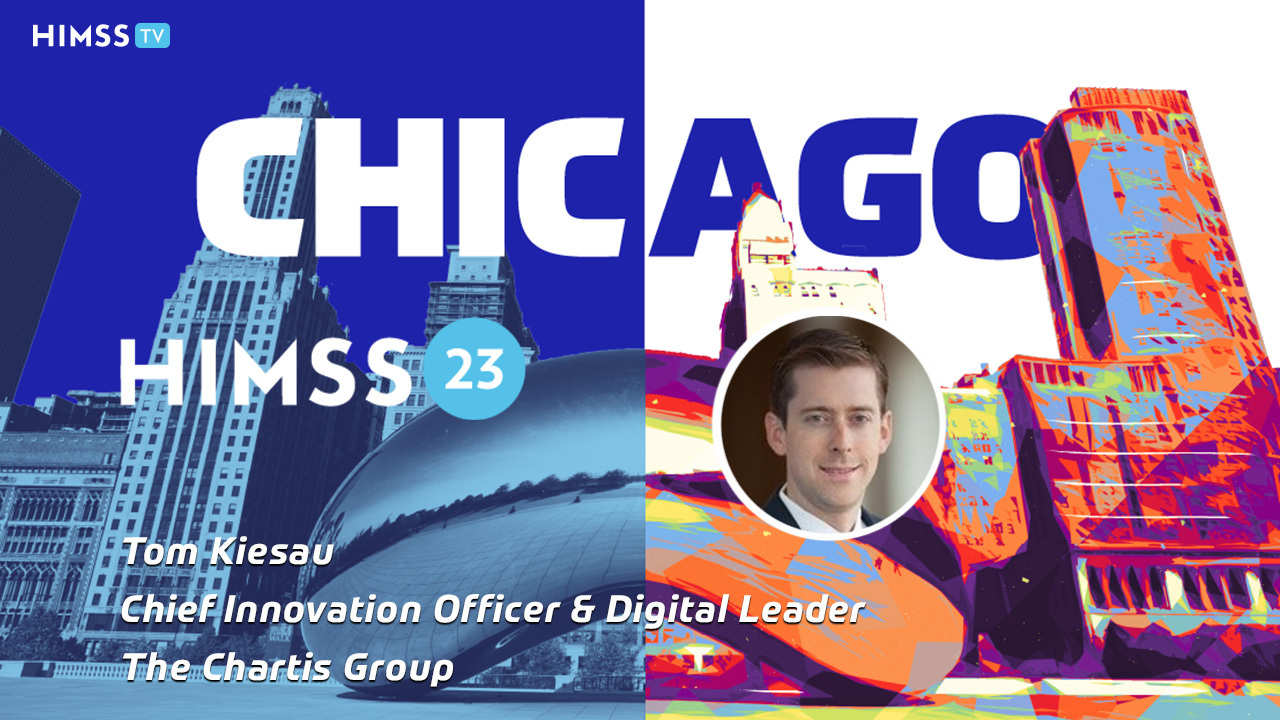 HIMSS TV
CHICAGO
HIMSS 23
Tom Kiesau
Chief Innovation Officer & Digital Leader
The Chartis Group